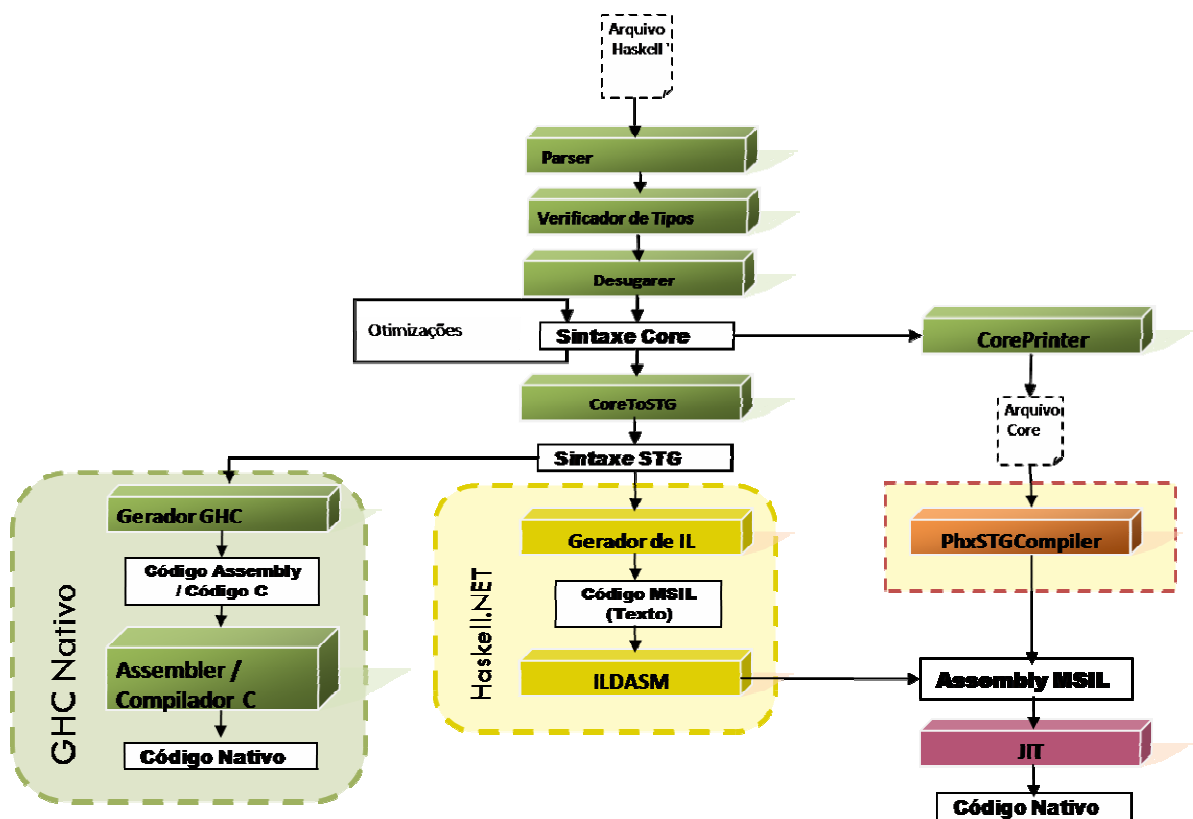 Arquivo
Haskell
Parser
Verificador de Tipos
Desugarer
Otimizações
Sintaxe Core
CorePrinter
CoreToSTG
Arquivo
Core
Sintaxe STG
GHC Nativo
Gerador GHC
Código Assembly
/ Código C
Assembler /
Compilador C
Código Nativo
Haskell.NET
Gerador de IL
Código MSIL
(Texto)
ILDASM
PhxSTGCompiler
Assembly MSIL
JIT
Código Nativo